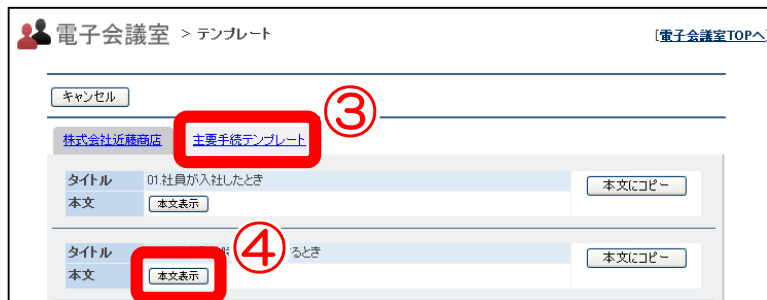 電子会議室 > テンプレート
[電子会議室TOPへ]
キャンセル
③
株式会社近藤商店 主要手続テンプレート
タイトル 01.社員が入社したとき 本文にコピー
本文 本文表示
④
タイトル るとき 本文にコピー
本文 本文表示